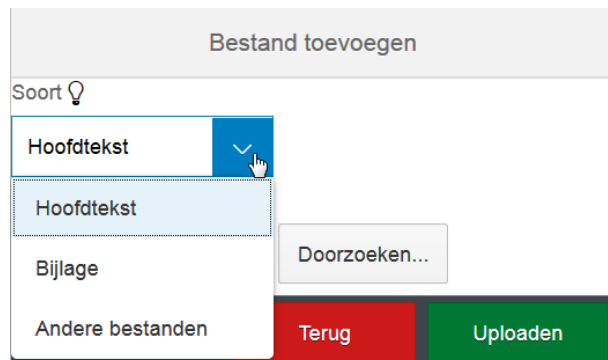 Bestand toevoegen
Soort
Hoofdtekst
Hoofdtekst
Bijlage
Doorzoeken...
Andere bestanden
Terug
Uploaden